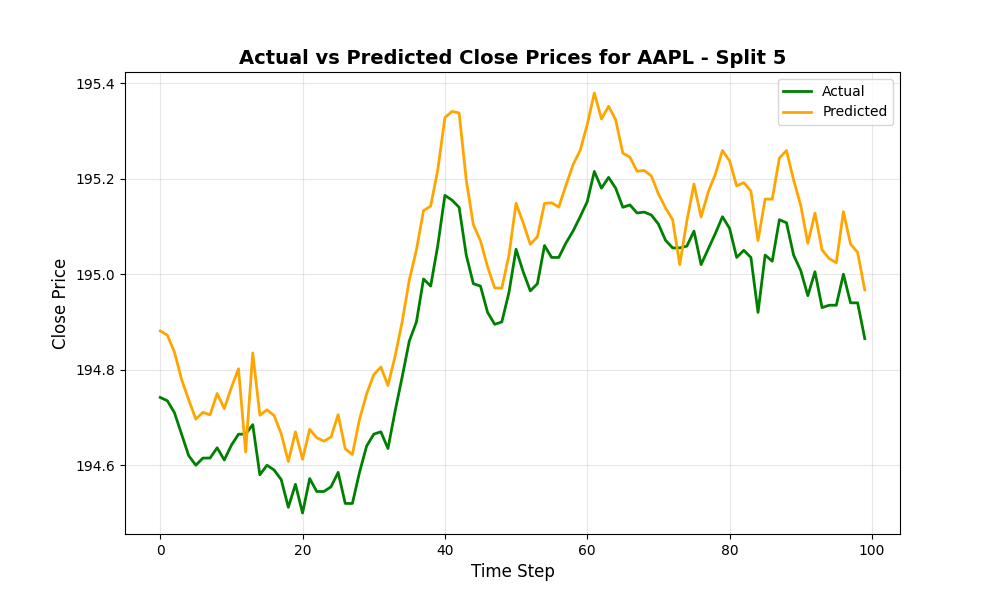 Actual vs Predicted Close Prices for AAPL - Split 5
Actual
Predicted
Close Price
195.4
195.2
195.0
194.8
194.6
0 20 40 60 80 100
Time Step